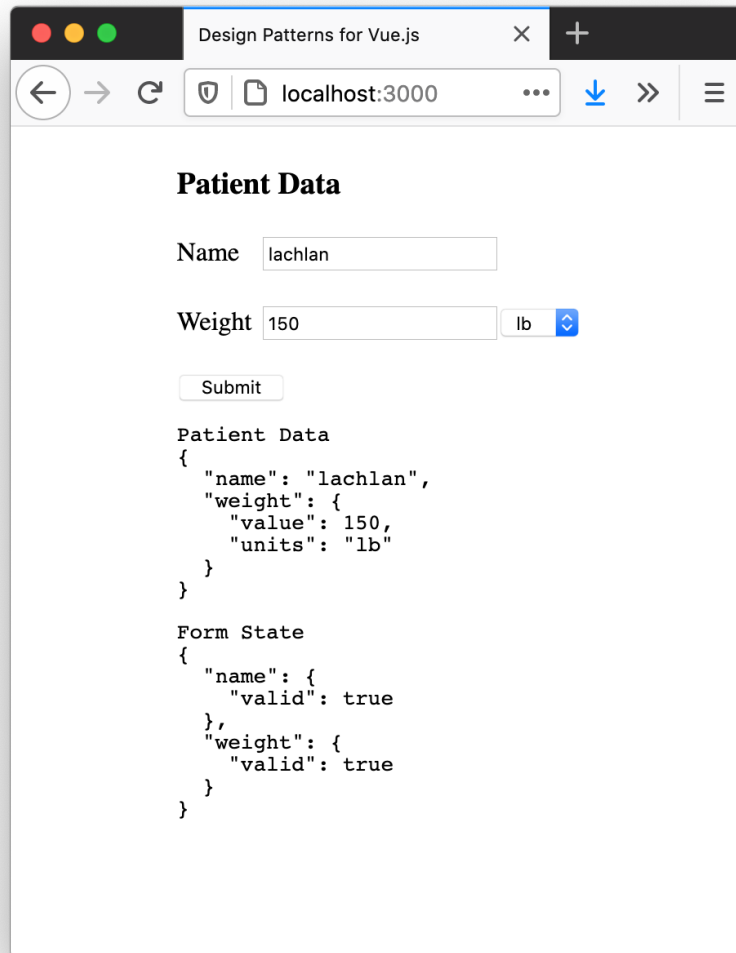 Design Patterns for Vue.js
localhost:3000
Patient Data
Name lachlan
Weight 150 lb
Submit
Patient Data
{
  "name": "lachlan",
  "weight": {
    "value": 150,
    "units": "lb"
  }
}
Form State
{
  "name": {
    "valid": true
  },
  "weight": {
    "valid": true
  }
}